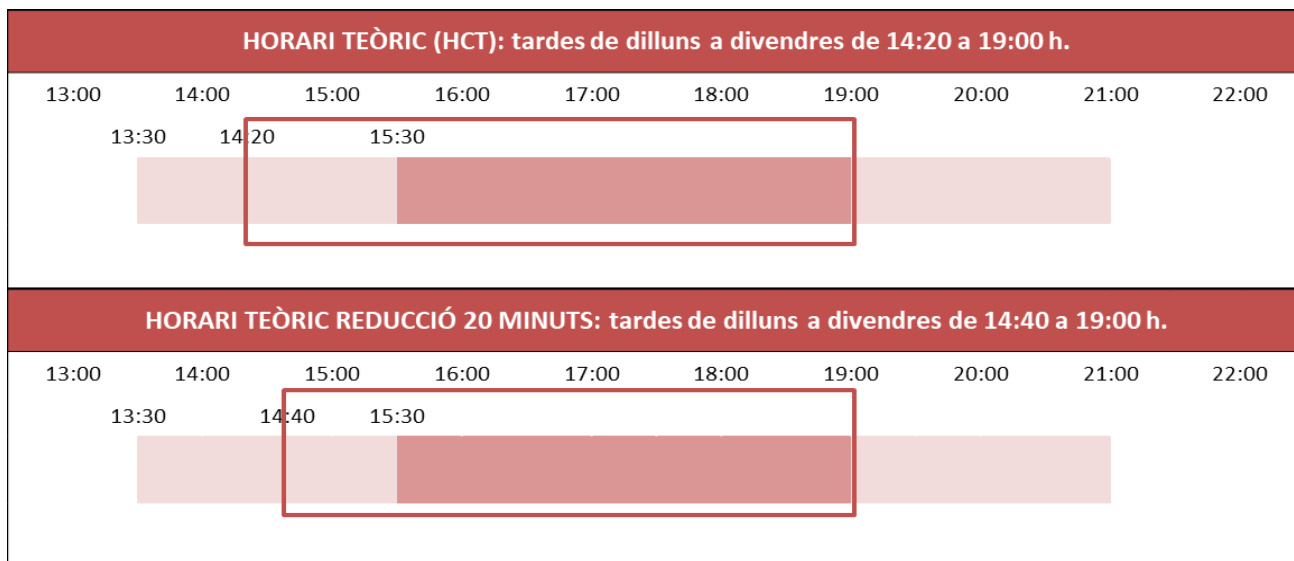 HORARI TEÒRIC (HCT): tardes de dilluns a divendres de 14:20 a 19:00 h.
13:00 14:00 15:00 16:00 17:00 18:00 19:00 20:00 21:00 22:00
13:30 14:20 15:30
HORARI TEÒRIC REDUCCIÓ 20 MINUTS: tardes de dilluns a divendres de 14:40 a 19:00 h.
13:00 14:00 15:00 16:00 17:00 18:00 19:00 20:00 21:00 22:00
13:30 14:40 15:30